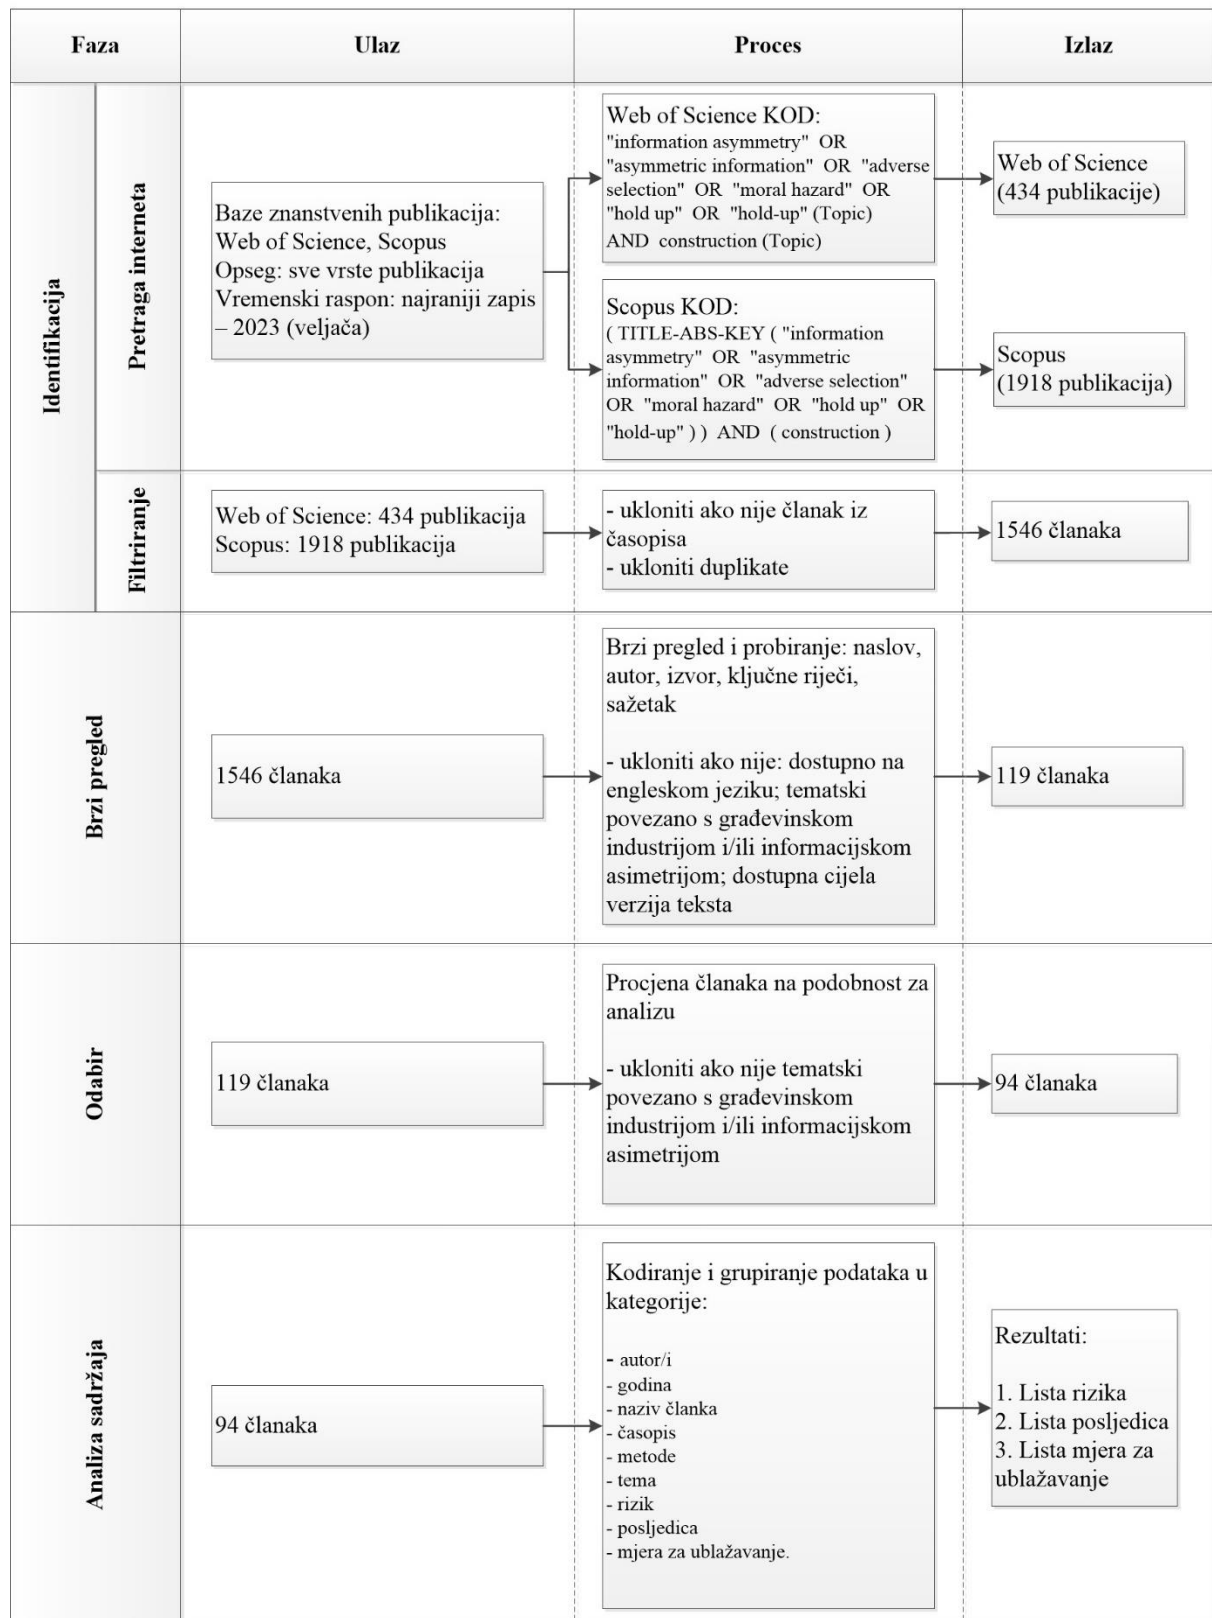 Faza
Ulaz
Proces
Izlaz
Identifikacija
Pretraga interneta
Baze znanstvenih publikacija:
Web of Science, Scopus
Opseg: sve vrste publikacija
Vremenski raspon: najraniji zapis
– 2023 (veljača)
Web of Science KOD:
"information asymmetry" OR
"asymmetric information" OR "adverse
selection" OR "moral hazard" OR
"hold up" OR "hold-up" (Topic)
AND construction (Topic)
Web of Science
(434 publikacije)
Scopus KOD:
( TITLE-ABS-KEY ( "information
asymmetry" OR "asymmetric
information" OR "adverse selection"
OR "moral hazard" OR "hold up" OR
"hold-up" ) ) AND ( construction )
Scopus
(1918 publikacija)
Filtriranje
Web of Science: 434 publikacija
Scopus: 1918 publikacija
- ukloniti ako nije članak iz
časopisa
- ukloniti duplikate
1546 članaka
Brzi pregled
1546 članaka
Brzi pregled i probiranje: naslov,
autor, izvor, ključne riječi,
sažetak
- ukloniti ako nije: dostupno na
engleskom jeziku; tematski
povezano s građevinskom
industrijom i/ili informacijskom
asimetrijom; dostupna cijela
verzija teksta
119 članaka
Odabir
119 članaka
Procjena članaka na podobnost za
analizu
- ukloniti ako nije tematski
povezano s građevinskom
industrijom i/ili informacijskom
asimetrijom
94 članaka
Analiza sadržaja
94 članaka
Kodiranje i grupiranje podataka u
kategorije:
- autor/i
- godina
- naziv članka
- časopis
- metode
- tema
- rizik
- posljedica
- mjera za ublažavanje.
Rezultati:
1. Lista rizika
2. Lista posljedica
3. Lista mjera za
ublažavanje